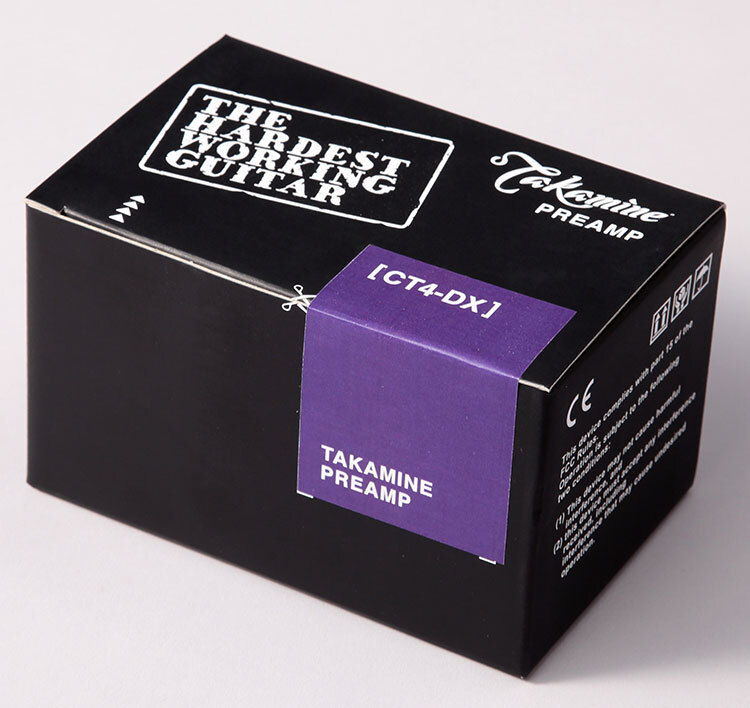 THE
HARDEST
WORKING
GUITAR
Takamine
PREAMP
[CT4-DX]
TAKAMINE
PREAMP
CE
This device complies with part 15 of the
FCC Rules.
Operation is subject to the following
two conditions:
(1) This device may not cause harmful
interference, and
(2) this device must accept any interference
received, including
interference that may cause undesired
operation.